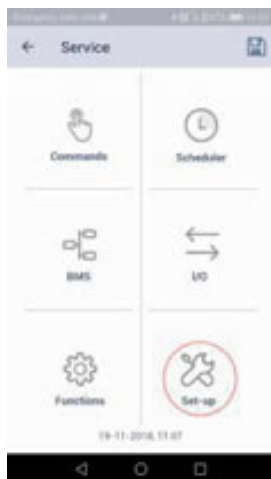 Service
Commands
Scheduler
BMS
I/O
Functions
Set-up
19-11-2018, 11:07